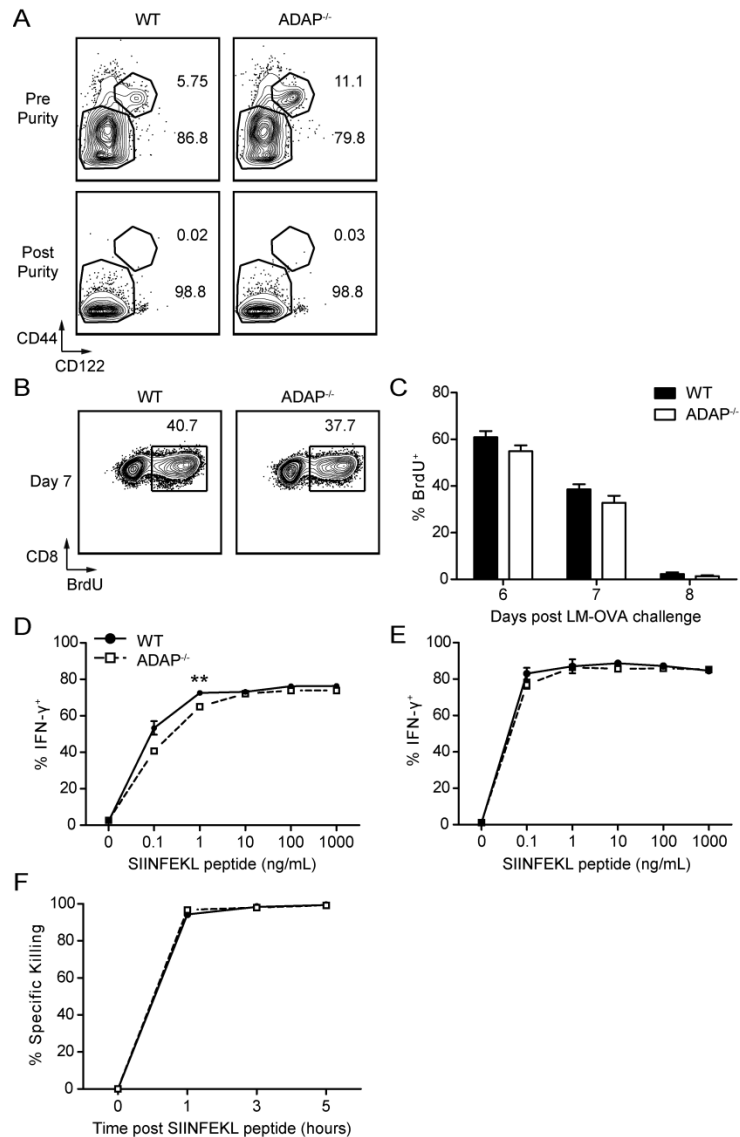 A
WT
ADAP-/-
Pre
Purity
5.75
86.8
11.1
79.8
Post
Purity
0.02
98.8
0.03
98.8
CD44
CD122
B
WT
ADAP-/-
Day 7
40.7
37.7
CD8
BrdU
C
WT
ADAP-/-
% BrdU+
80
60
40
20
0
6 7 8
Days post LM-OVA challenge
D
WT
ADAP-/-
% IFN-γ+
100
80
60
40
20
0
**
0 0.1 1 10 100 1000
SIINFEKL peptide (ng/mL)
E
% IFN-γ+
100
80
60
40
20
0
0 0.1 1 10 100 1000
SIINFEKL peptide (ng/mL)
F
% Specific Killing
100
80
60
40
20
0
0 1 3 5
Time post SIINFEKL peptide (hours)